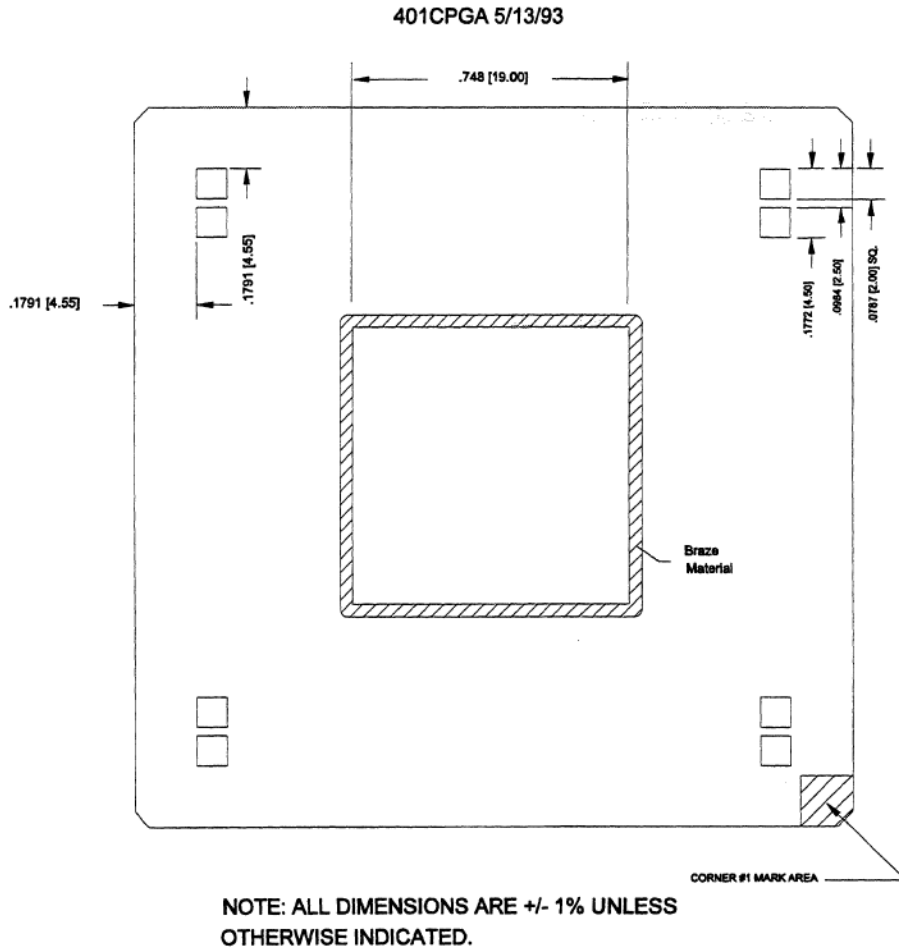 401CPGA 5/13/93
.748 [19.00]
.1791 [4.55]
.1791 [4.55]
.1772 [4.50]
.0984 [2.50]
.0787 [2.00] SQ.
Braze
Material
CORNER #1 MARK AREA
NOTE: ALL DIMENSIONS ARE +/- 1% UNLESS
OTHERWISE INDICATED.